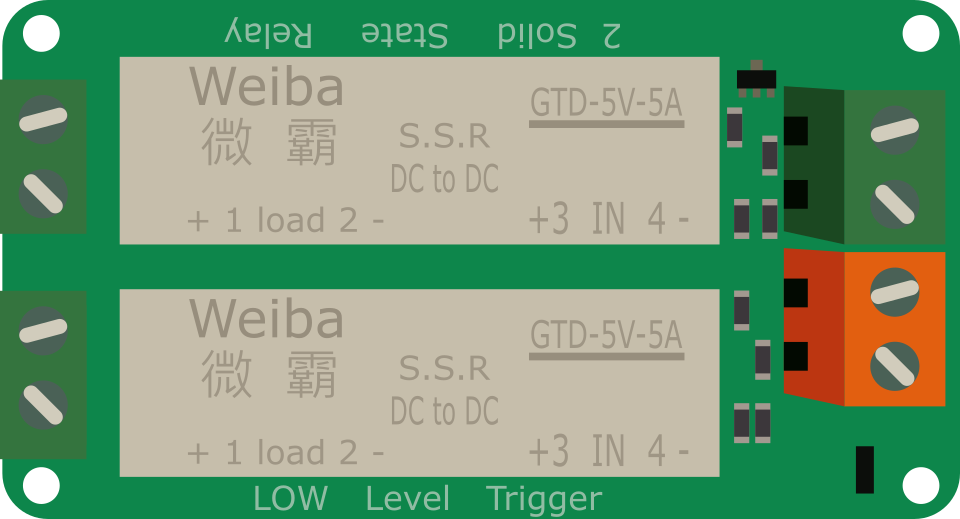 2 Solid State Relay
Weiba
微霸
S.S.R
DC to DC
GTD-5V-5A
+ 1 load 2 -
+3 IN 4 -
Weiba
微霸
S.S.R
DC to DC
GTD-5V-5A
+ 1 load 2 -
+3 IN 4 -
LOW Level Trigger